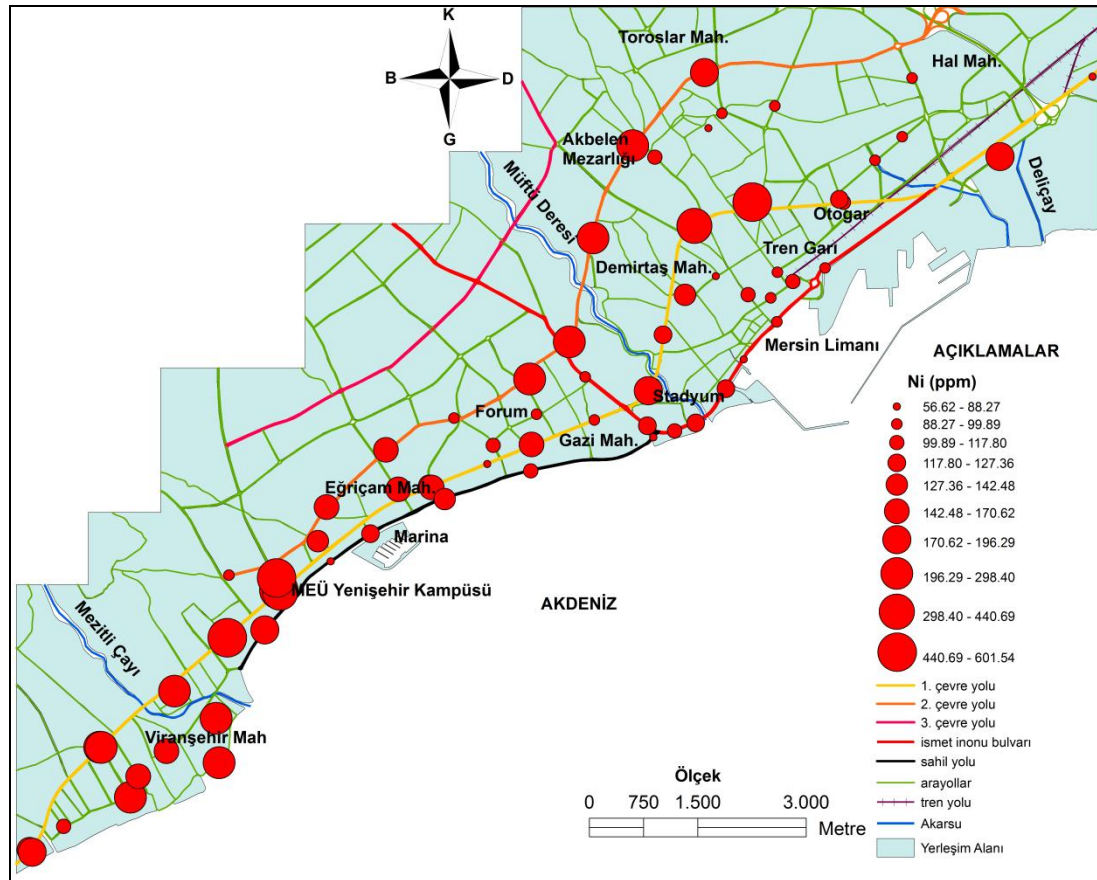 K
B
D
G
Toroslar Mah.
Hal Mah.
Akbelen
Mezarlığı
Müftü Deresi
Deliçay
Otogar
Tren Garı
Demirtaş Mah.
Mersin Limanı
Stadyum
Forum
Gazi Mah.
Eğriçam Mah.
Marina
MEÜ Yenişehir Kampüsü
AKDENİZ
Mezitli Çayı
Viranşehir Mah
AÇIKLAMALAR
Ni (ppm)
56.62 - 88.27
88.27 - 99.89
99.89 - 117.80
117.80 - 127.36
127.36 - 142.48
142.48 - 170.62
170.62 - 196.29
196.29 - 298.40
298.40 - 440.69
440.69 - 601.54
1. çevre yolu
2. çevre yolu
3. çevre yolu
ismet inonu bulvarı
sahil yolu
arayollar
tren yolu
Akarsu
Yerleşim Alanı
Ölçek
0 750 1.500 3.000
Metre